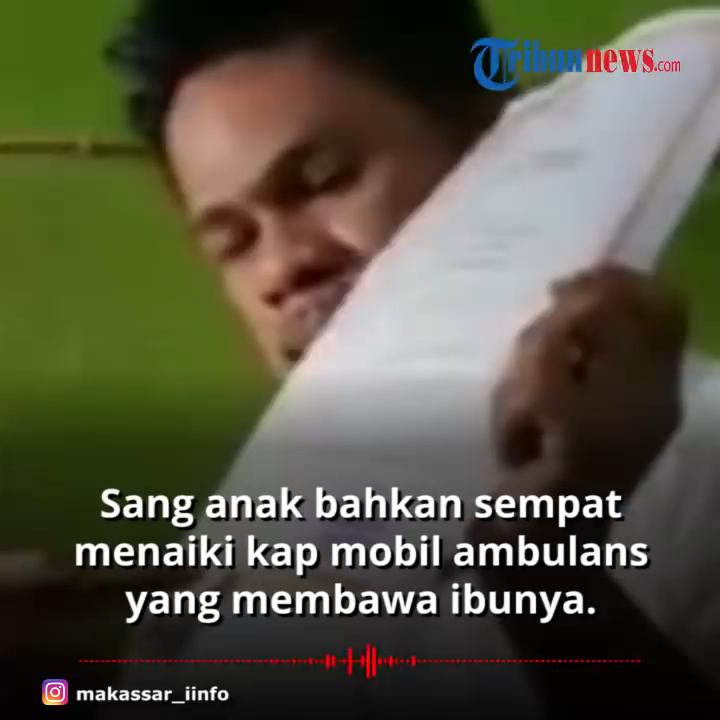 Tribunnews.com
Sang anak bahkan sempat
menaiki kap mobil ambulans
yang membawa ibunya.
makassar_iinfo